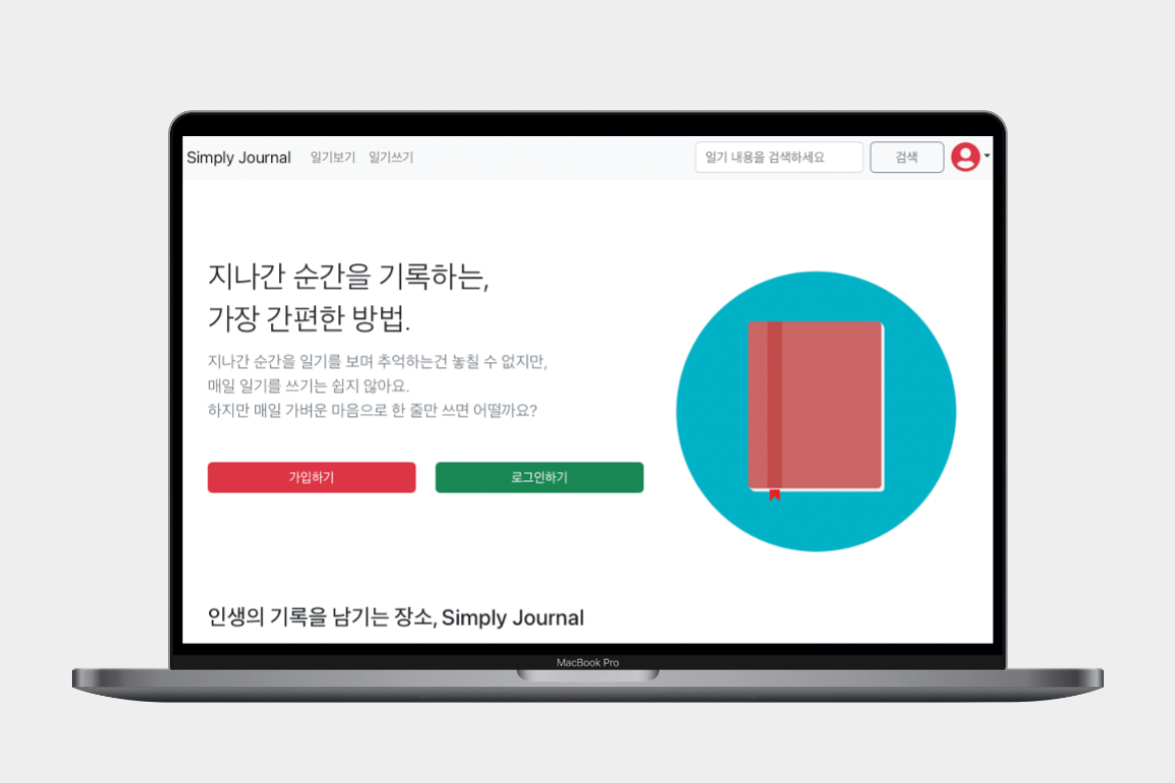 Simply Journal 일기보기 일기쓰기 일기 내용을 검색하세요 검색
지나간 순간을 기록하는,
가장 간편한 방법.
지나간 순간을 일기를 보며 추억하는건 놓칠 수 없지만,
매일 일기를 쓰기는 쉽지 않아요.
하지만 매일 가벼운 마음으로 한 줄만 쓰면 어떨까요?
가입하기 로그인하기
인생의 기록을 남기는 장소, Simply Journal
MacBook Pro